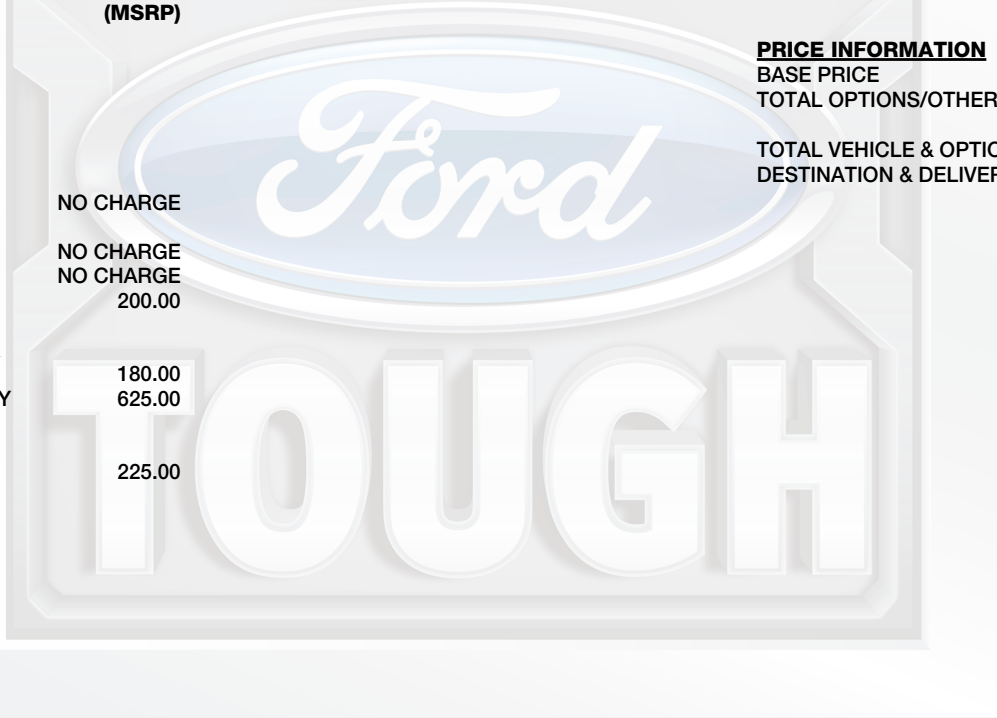 (MSRP)
NO CHARGE
NO CHARGE
NO CHARGE
200.00
180.00
Y 625.00
225.00
PRICE INFORMATION
BASE PRICE
TOTAL OPTIONS/OTHER
TOTAL VEHICLE & OPTIO
DESTINATION & DELIVER
Ford
TOUGH